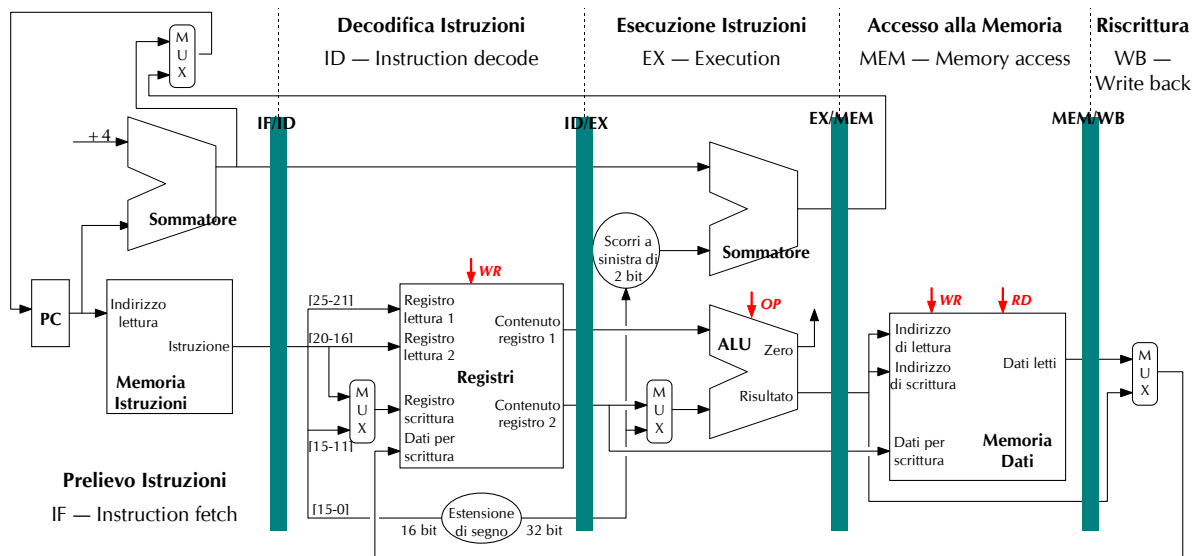 Decodifica Istruzioni
ID — Instruction decode
Esecuzione Istruzioni
EX — Execution
Accesso alla Memoria
MEM — Memory access
Riscrittura
WB —
Write back
M
U
X
IF/ID
ID/EX
EX/MEM
MEM/WB
+4
Sommatore
Scorri a
sinistra di
2 bit
Sommatore
PC
Indirizzo
lettura
Istruzione
Memoria
Istruzioni
[25-21]
[20-16]
[15-11]
[15-0]
M
U
X
WR
Registro
lettura 1
Registro
lettura 2
Registri
Registro
scrittura
Dati per
scrittura
Contenuto
registro 1
Contenuto
registro 2
16 bit
Estensione
di segno
32 bit
M
U
X
OP
ALU
Zero
Risultato
WR
RD
Indirizzo
di lettura
Indirizzo
di scrittura
Dati letti
Dati per
scrittura
Memoria
Dati
M
U
X
Prelievo Istruzioni
IF — Instruction fetch